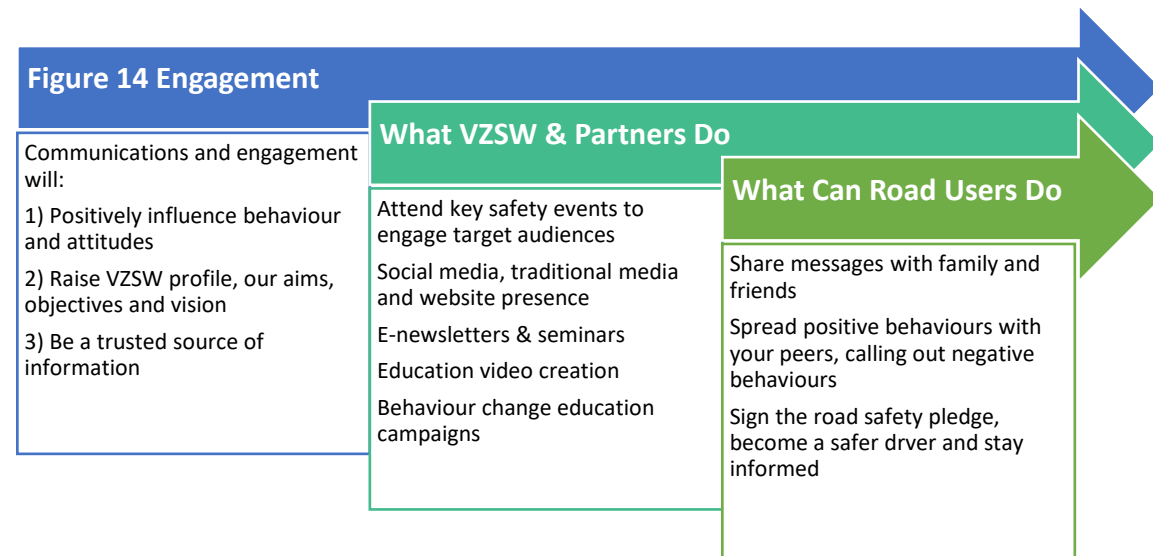 Figure 14 Engagement
Communications and engagement
will:
1) Positively influence behaviour
and attitudes
2) Raise VZSW profile, our aims,
objectives and vision
3) Be a trusted source of
information
What VZSW & Partners Do
Attend key safety events to
engage target audiences
Social media, traditional media
and website presence
E-newsletters & seminars
Education video creation
Behaviour change education
campaigns
What Can Road Users Do
Share messages with family and
friends
Spread positive behaviours with
your peers, calling out negative
behaviours
Sign the road safety pledge,
become a safer drver and stay
informed